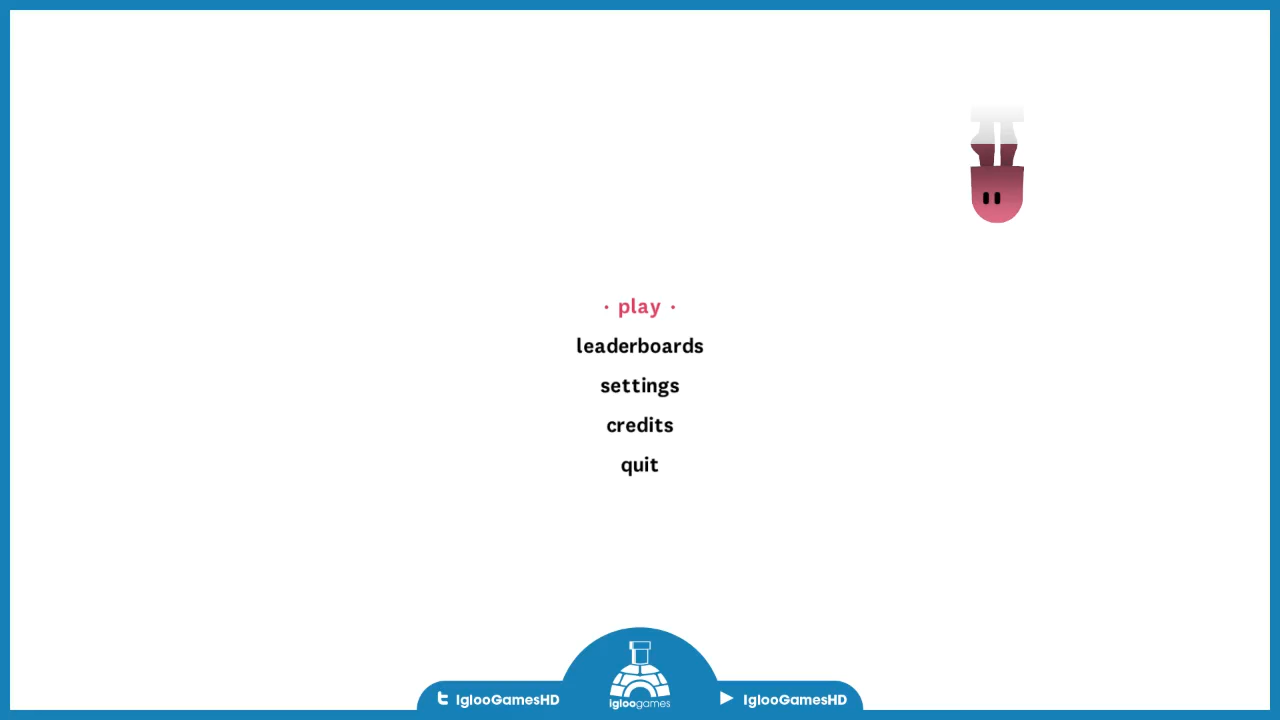 · play ·
leaderboards
settings
credits
quit
IglooGamesHD
Igloogames
IglooGamesHD